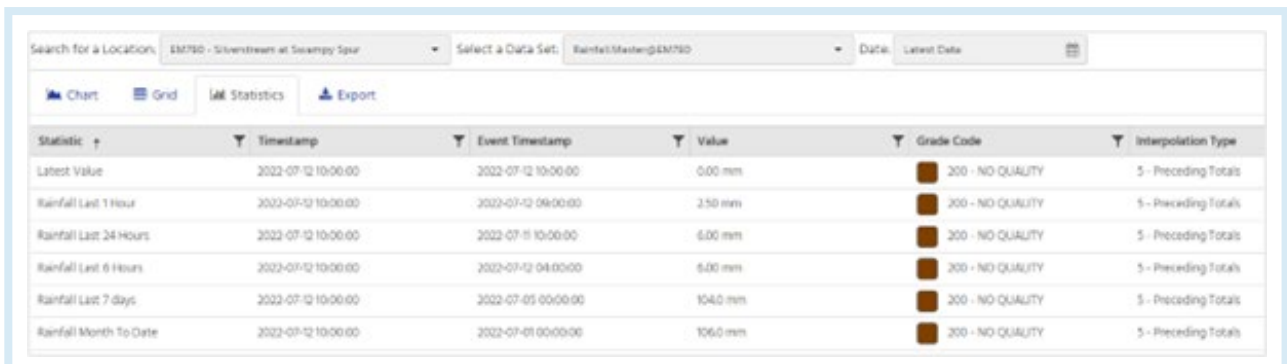 Search for a Location: EM780 - Silverstream at Swampy Spur Select a Data Set: Rainfall.Master@EM780 Date: Latest Data
Chart Grid Statistics Export
Statistic ↑ Timestamp Event Timestamp Value Grade Code Interpolation Type
Latest Value 2022-07-12 10:00:00 2022-07-12 10:00:00 0.00 mm 200 - NO QUALITY 5 - Preceding Totals
Rainfall Last 1 Hour 2022-07-12 10:00:00 2022-07-12 09:00:00 2.50 mm 200 - NO QUALITY 5 - Preceding Totals
Rainfall Last 24 Hours 2022-07-12 10:00:00 2022-07-11 10:00:00 6.00 mm 200 - NO QUALITY 5 - Preceding Totals
Rainfall Last 6 Hours 2022-07-12 10:00:00 2022-07-12 04:00:00 6.00 mm 200 - NO QUALITY 5 - Preceding Totals
Rainfall Last 7 days 2022-07-12 10:00:00 2022-07-05 00:00:00 104.0 mm 200 - NO QUALITY 5 - Preceding Totals
Rainfall Month To Date 2022-07-12 10:00:00 2022-07-01 00:00:00 106.0 mm 200 - NO QUALITY 5 - Preceding Totals